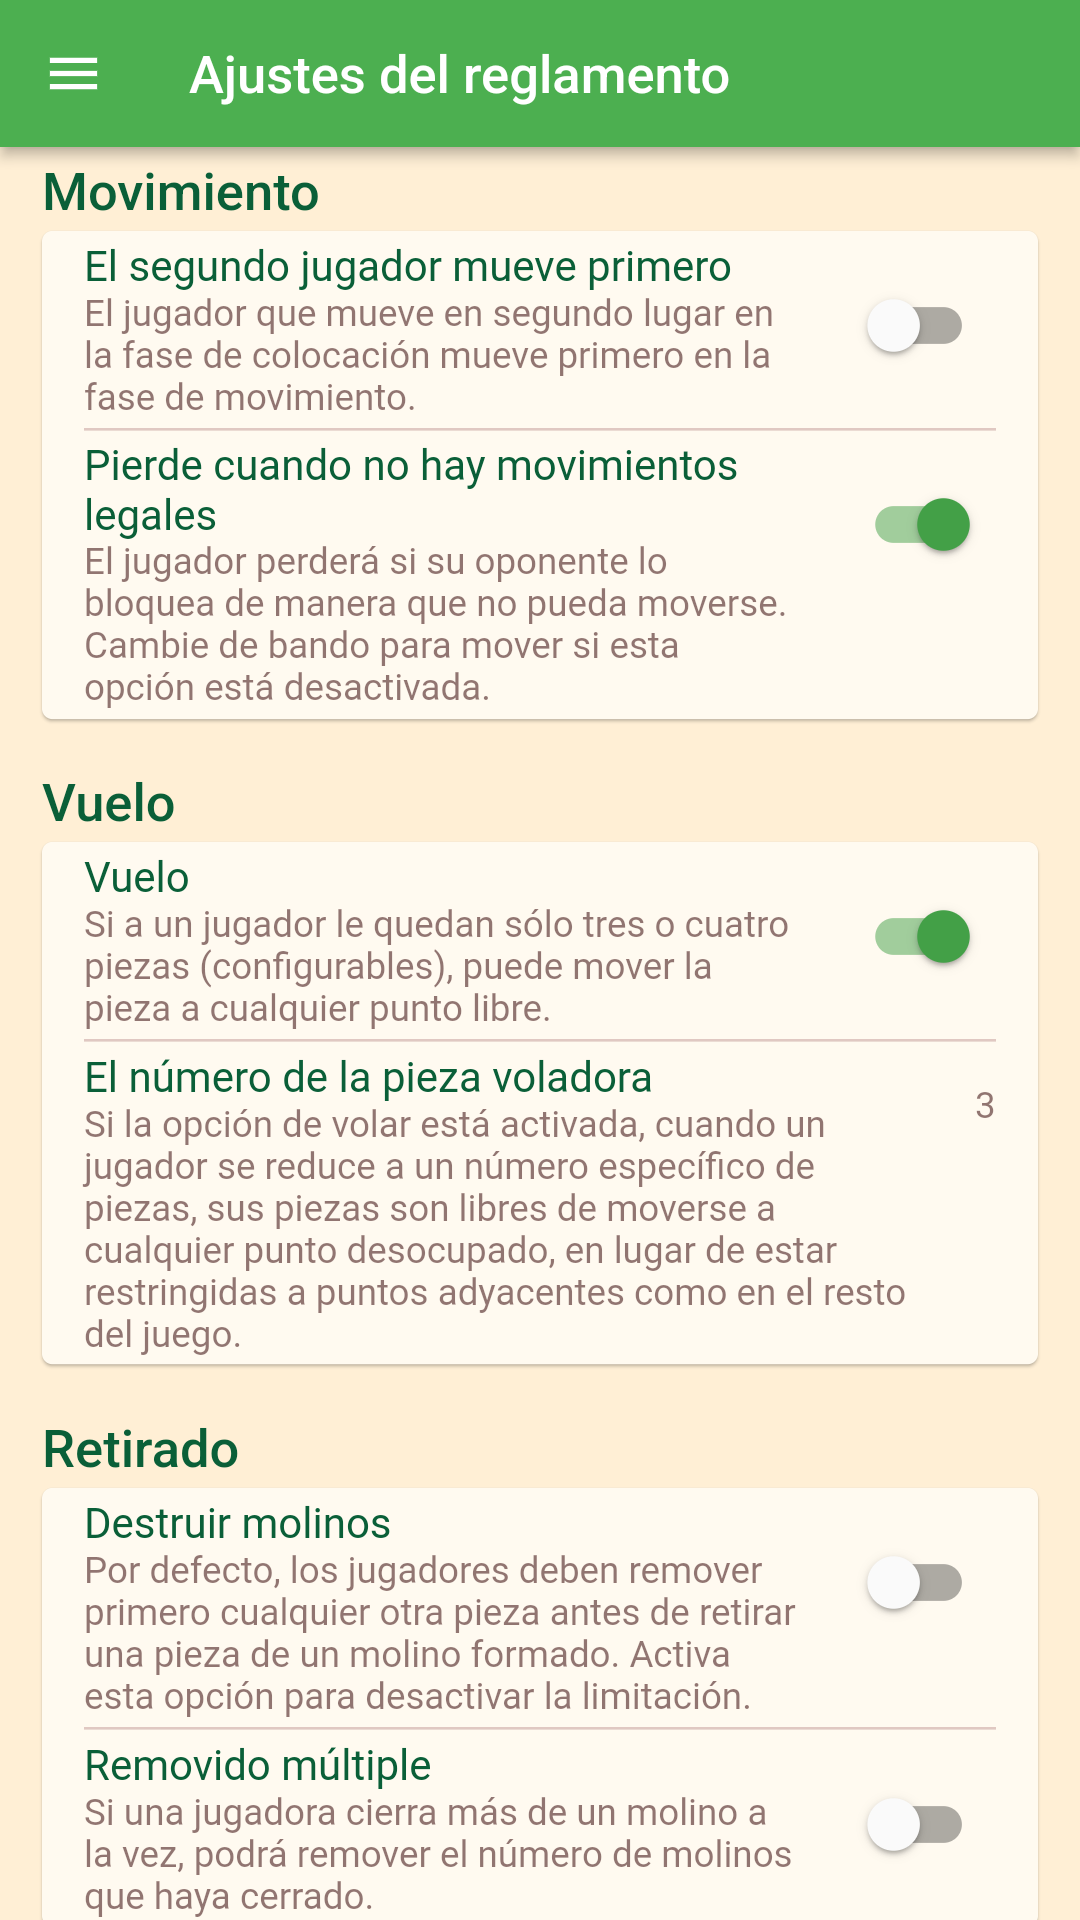 Ajustes del reglamento
Movimiento
El segundo jugador mueve primero
El jugador que mueve en segundo lugar en
la fase de colocación mueve primero en la
fase de movimiento.
Pierde cuando no hay movimientos
legales
El jugador perderá si su oponente lo
bloquea de manera que no pueda moverse.
Cambie de bando para mover si esta
opción está desactivada.
Vuelo
Vuelo
Si a un jugador le quedan sólo tres o cuatro
piezas (configurables), puede mover la
pieza a cualquier punto libre.
El número de la pieza voladora
3
Si la opción de volar está activada, cuando un
jugador se reduce a un número específico de
piezas, sus piezas son libres de moverse a
cualquier punto desocupado, en lugar de estar
restringidas a puntos adyacentes como en el resto
del juego.
Retirado
Destruir molinos
Por defecto, los jugadores deben remover
primero cualquier otra pieza antes de retirar
una pieza de un molino formado. Activa
esta opción para desactivar la limitación.
Removido múltiple
Si una jugadora cierra más de un molino a
la vez, podrá remover el número de molinos
que haya cerrado.